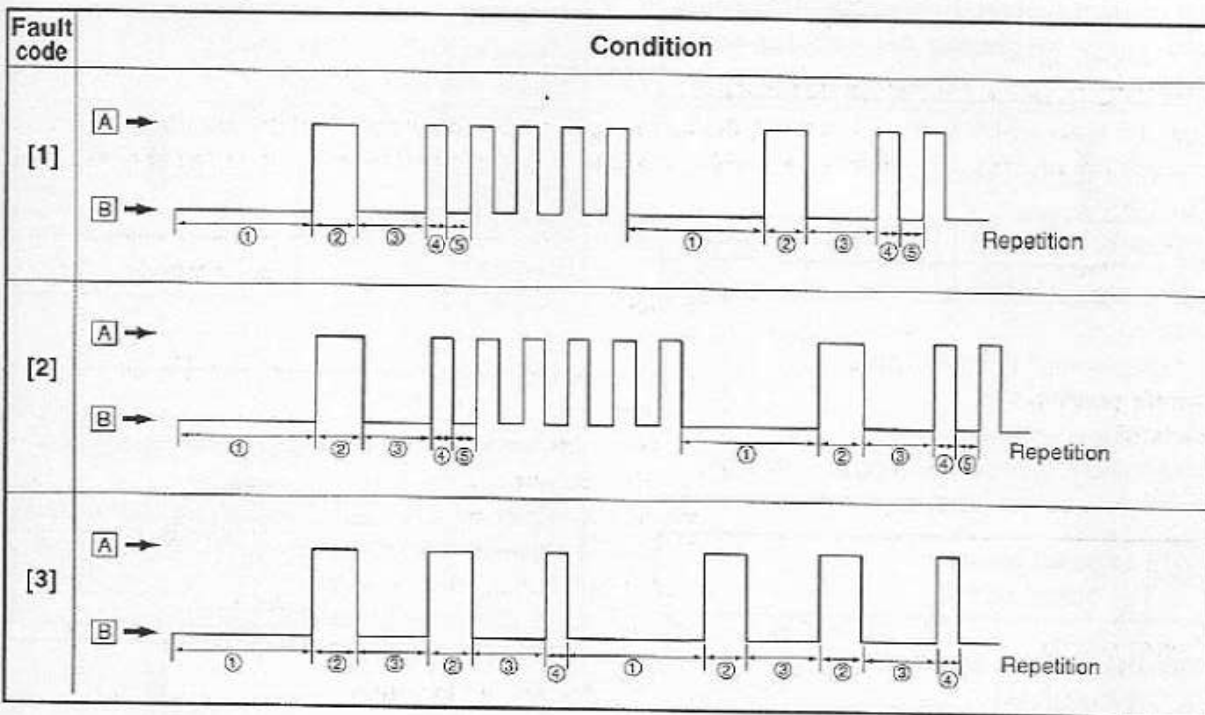 Fault code
Condition
[1]
A
B
① ② ③ ④ ⑤ ① ② ③ ④ ⑤
Repetition
[2]
A
B
① ② ③ ④ ⑤ ① ② ③ ④ ⑤
Repetition
[3]
A
B
① ② ③ ② ③ ④ ① ② ③ ② ③ ④
Repetition